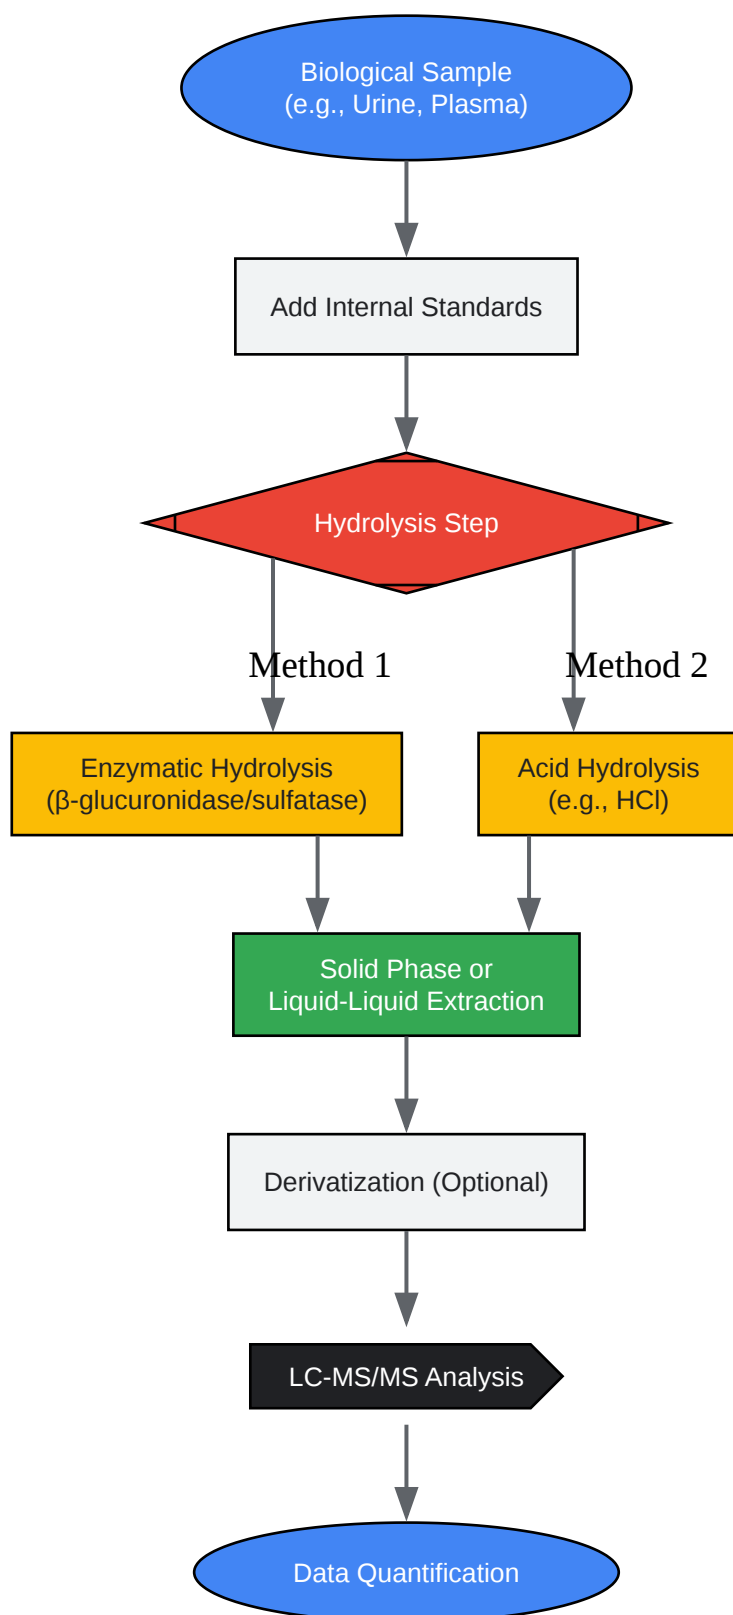 Biological Sample
(e.g., Urine, Plasma)
Add Internal Standards
Hydrolysis Step
Method 1
Method 2
Enzymatic Hydrolysis
(β-glucuronidase/sulfatase)
Acid Hydrolysis
(e.g., HCl)
Solid Phase or
Liquid-Liquid Extraction
Derivatization (Optional)
LC-MS/MS Analysis
Data Quantification